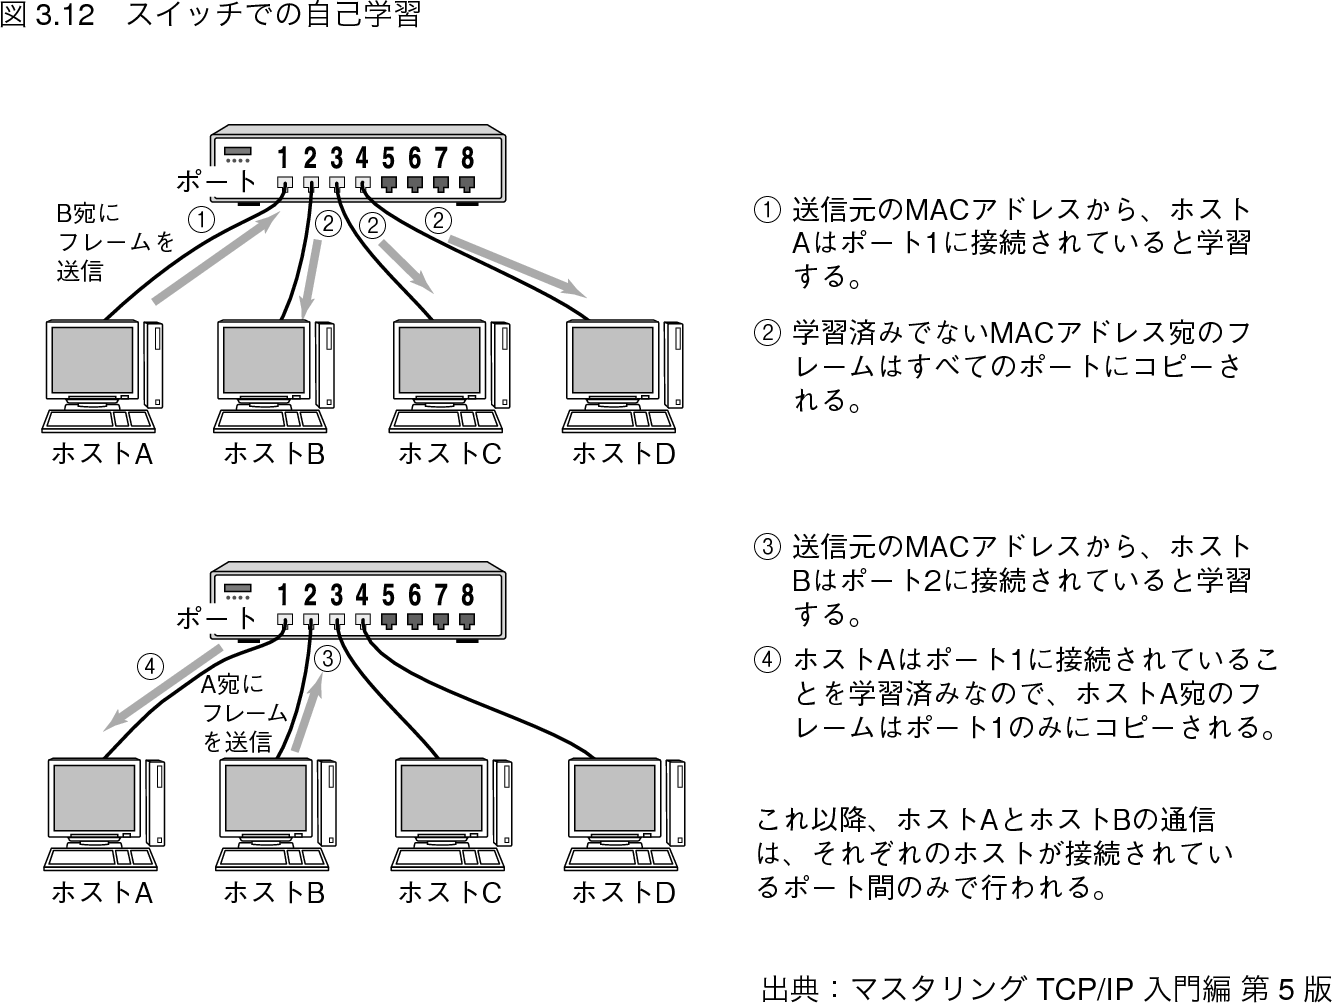 図 3.12　スイッチでの自己学習
1 2 3 4 5 6 7 8
ポート
B宛に
フレームを
送信
① ② ② ②
ホストA ホストB ホストC ホストD
① 送信元のMACアドレスから、ホスト
Aはポート1に接続されていると学習
する。
② 学習済みでないMACアドレス宛のフ
レームはすべてのポートにコピーさ
れる。
1 2 3 4 5 6 7 8
ポート
④ ③
A宛に
フレーム
を送信
ホストA ホストB ホストC ホストD
③ 送信元のMACアドレスから、ホスト
Bはポート2に接続されていると学習
する。
④ ホストAはポート1に接続されているこ
とを学習済みなので、ホストA宛のフ
レームはポート1のみにコピーされる。
これ以降、ホストAとホストBの通信
は、それぞれのホストが接続されてい
るポート間のみで行われる。
出典：マスタリング TCP/IP 入門編 第 5 版